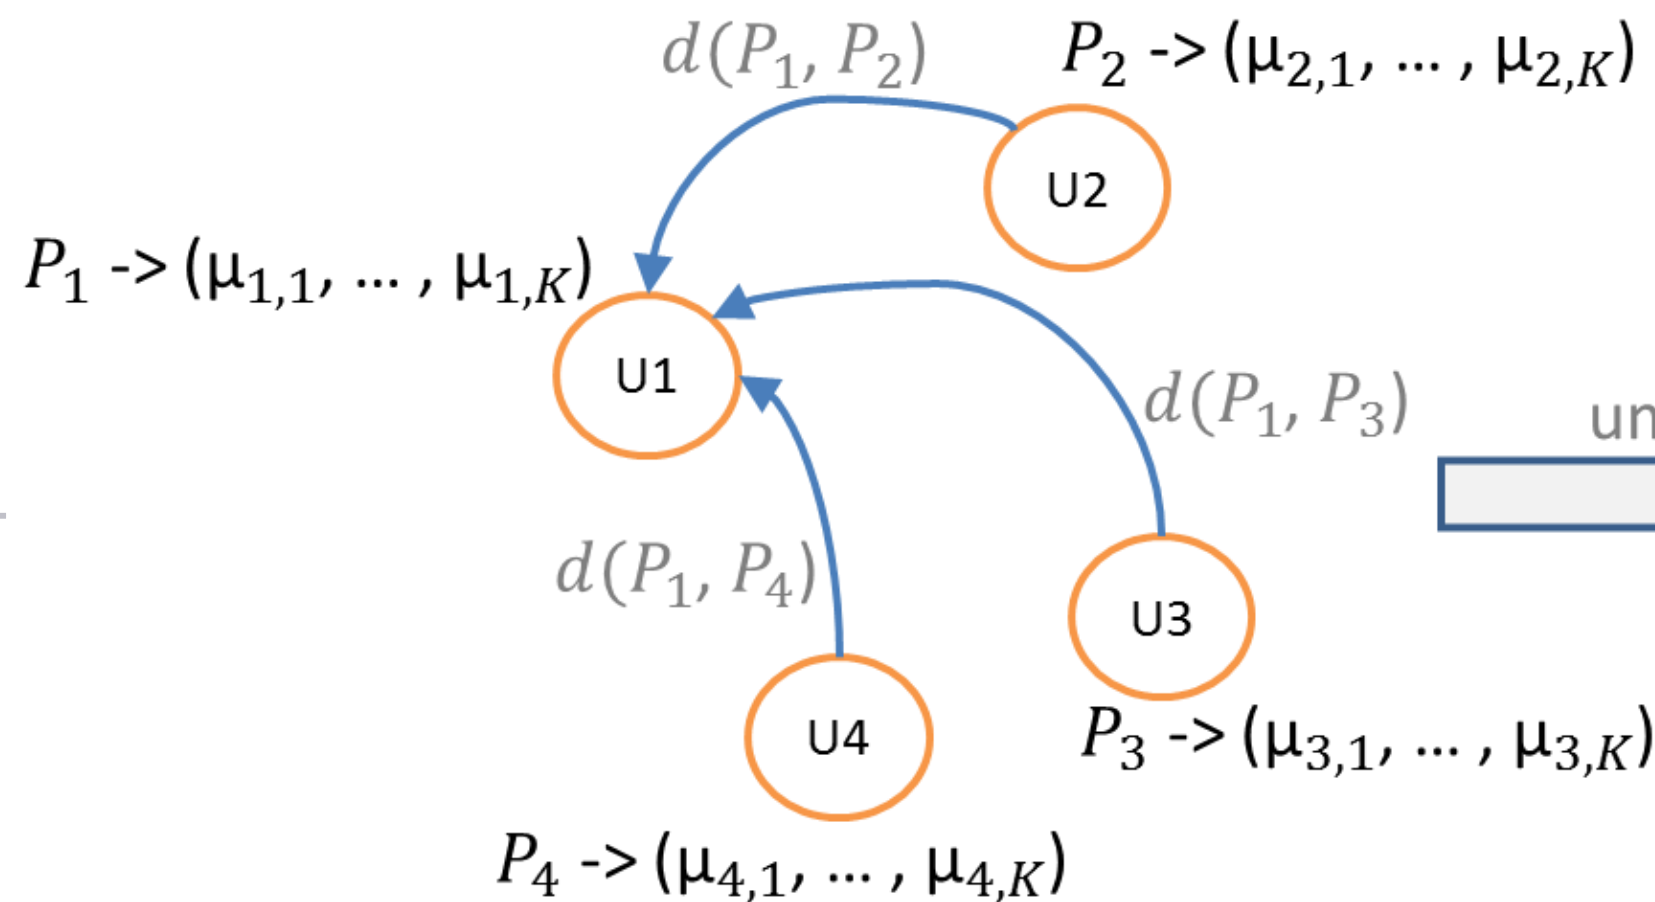 d(P₁, P₂)
P₂ -> (μ₂,₁, ... , μ₂,K)
U2
P₁ -> (μ₁,₁, ... , μ₁,K)
U1
d(P₁, P₃)
un
d(P₁, P₄)
U3
U4
P₃ -> (μ₃,₁, ... , μ₃,K)
P₄ -> (μ₄,₁, ... , μ₄,K)